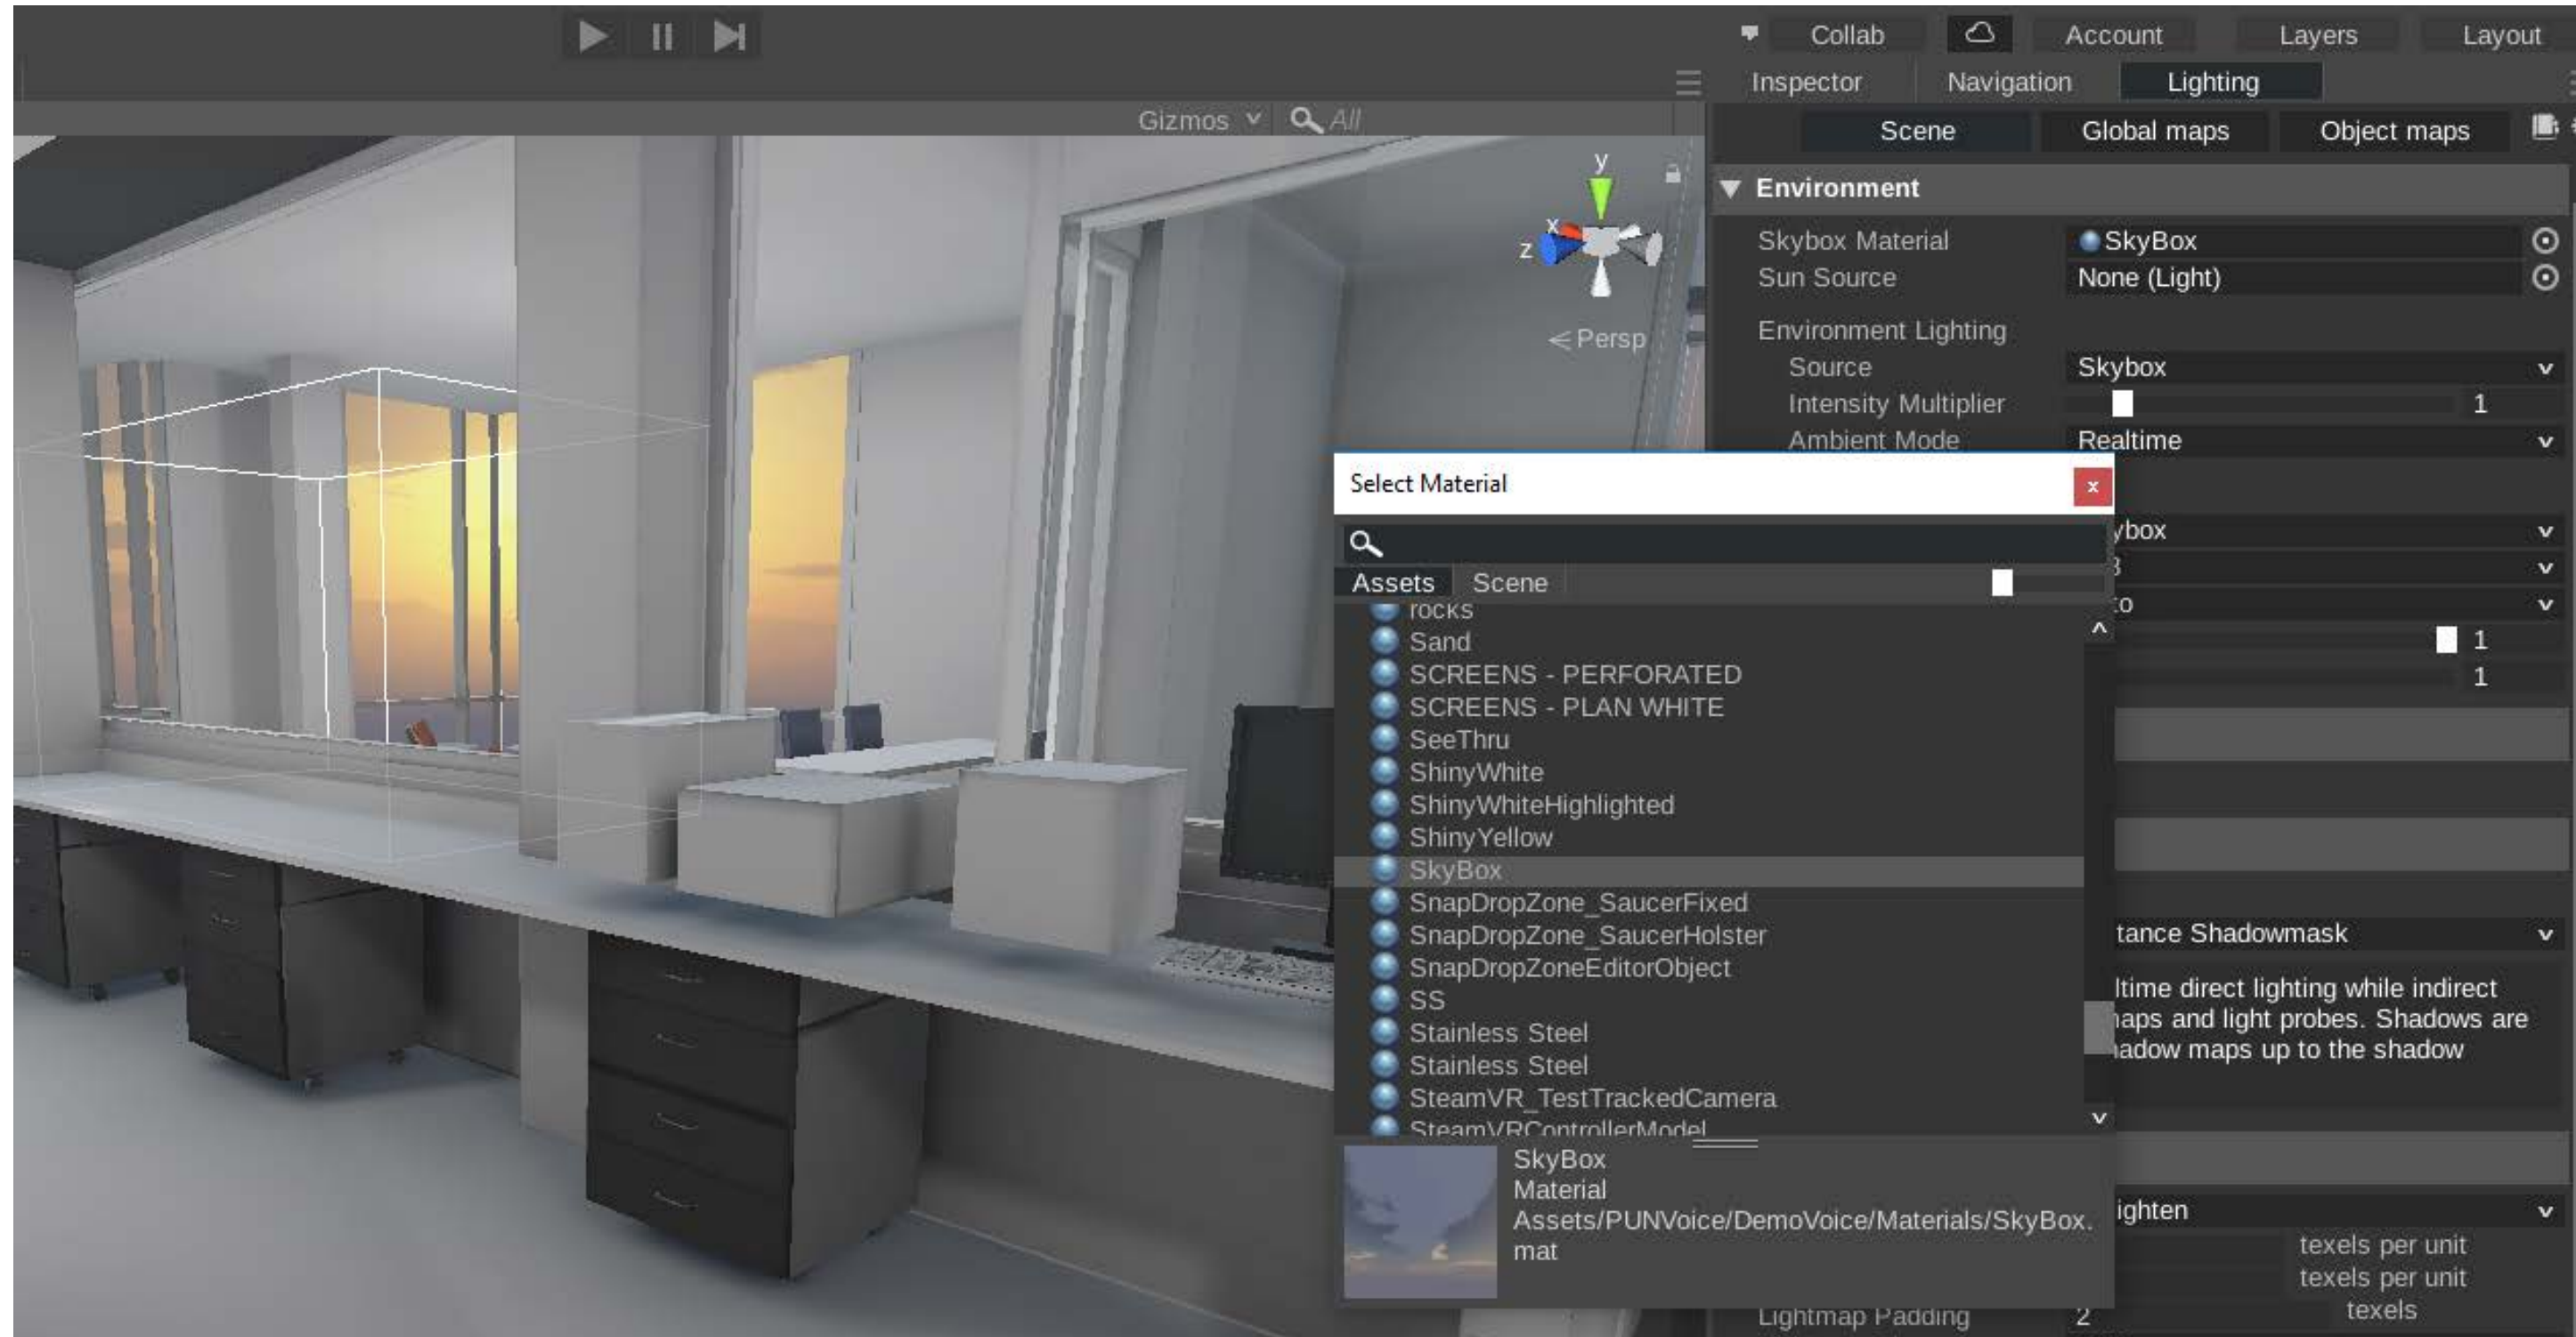 Collab Account Layers Layout
Inspector Navigation Lighting
Gizmos All
Scene Global maps Object maps
y
x
z
Persp
Environment
Skybox Material SkyBox
Sun Source None (Light)
Environment Lighting
Source Skybox
Intensity Multiplier 1
Ambient Mode Realtime
Select Material
x
Assets Scene
rocks
Sand
SCREENS - PERFORATED
SCREENS - PLAN WHITE
SeeThru
ShinyWhite
ShinyWhiteHighlighted
ShinyYellow
SkyBox
SnapDropZone_SaucerFixed
SnapDropZone_SaucerHolster
SnapDropZoneEditorObject
SS
Stainless Steel
Stainless Steel
SteamVR_TestTrackedCamera
SteamVRControllerModel
SkyBox
Material
Assets/PUNVoice/DemoVoice/Materials/SkyBox.
mat
ybox
to
1
1
tance Shadowmask
ltime direct lighting while indirect
aps and light probes. Shadows are
adow maps up to the shadow
ighten
texels per unit
texels per unit
Lightmap Padding 2 texels